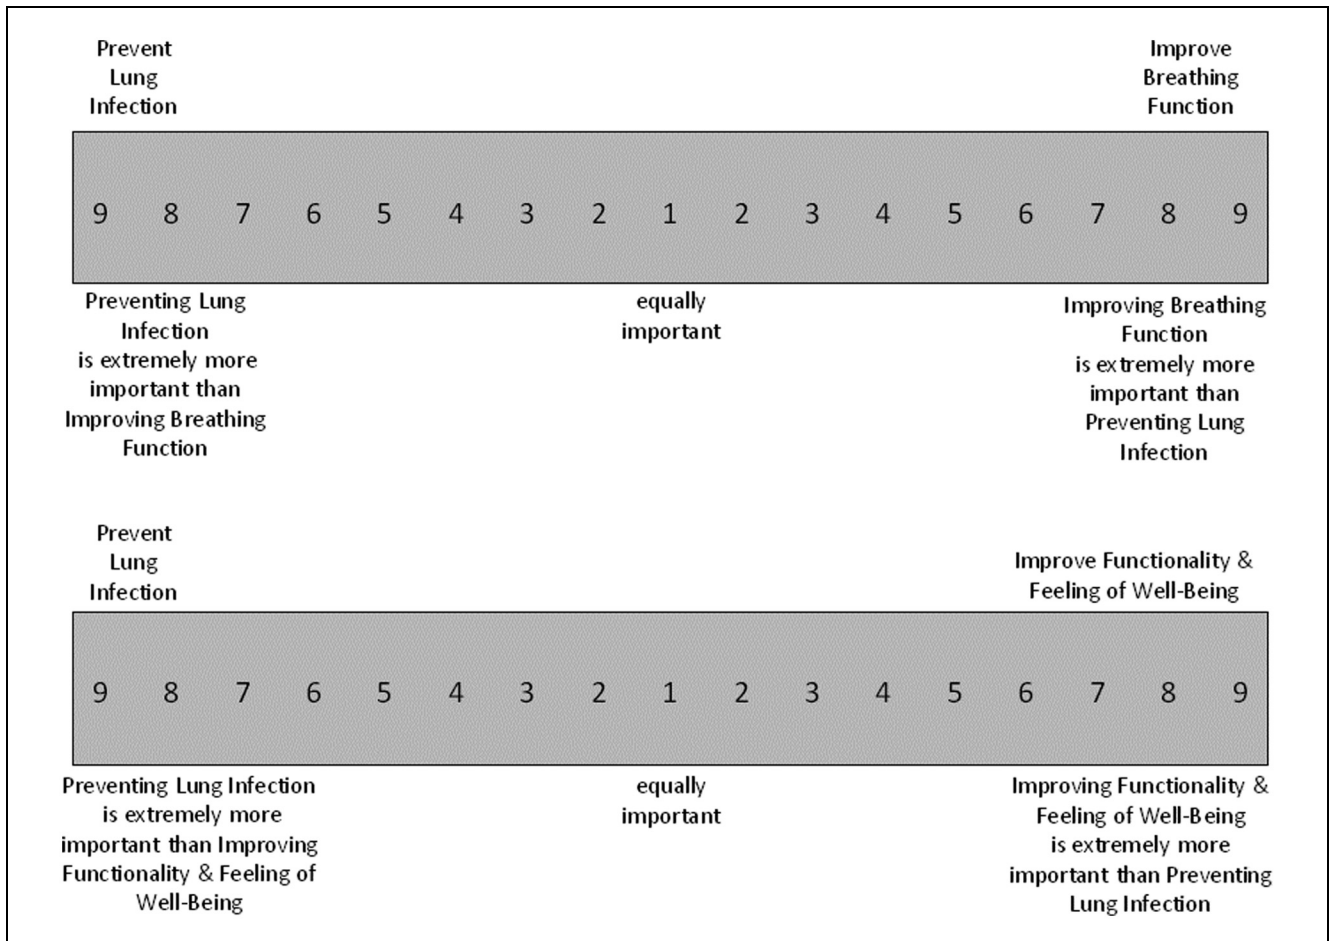 Prevent
Lung
Infection
Improve
Breathing
Function
9 8 7 6 5 4 3 2 1 2 3 4 5 6 7 8 9
Preventing Lung
Infection
is extremely more
important than
Improving Breathing
Function
equally
important
Improving Breathing
Function
is extremely more
important than
Preventing Lung
Infection
Prevent
Lung
Infection
Improve Functionality &
Feeling of Well-Being
9 8 7 6 5 4 3 2 1 2 3 4 5 6 7 8 9
Preventing Lung Infection
is extremely more
important than Improving
Functionality & Feeling of
Well-Being
equally
important
Improving Functionality &
Feeling of Well-Being
is extremely more
important than Preventing
Lung Infection